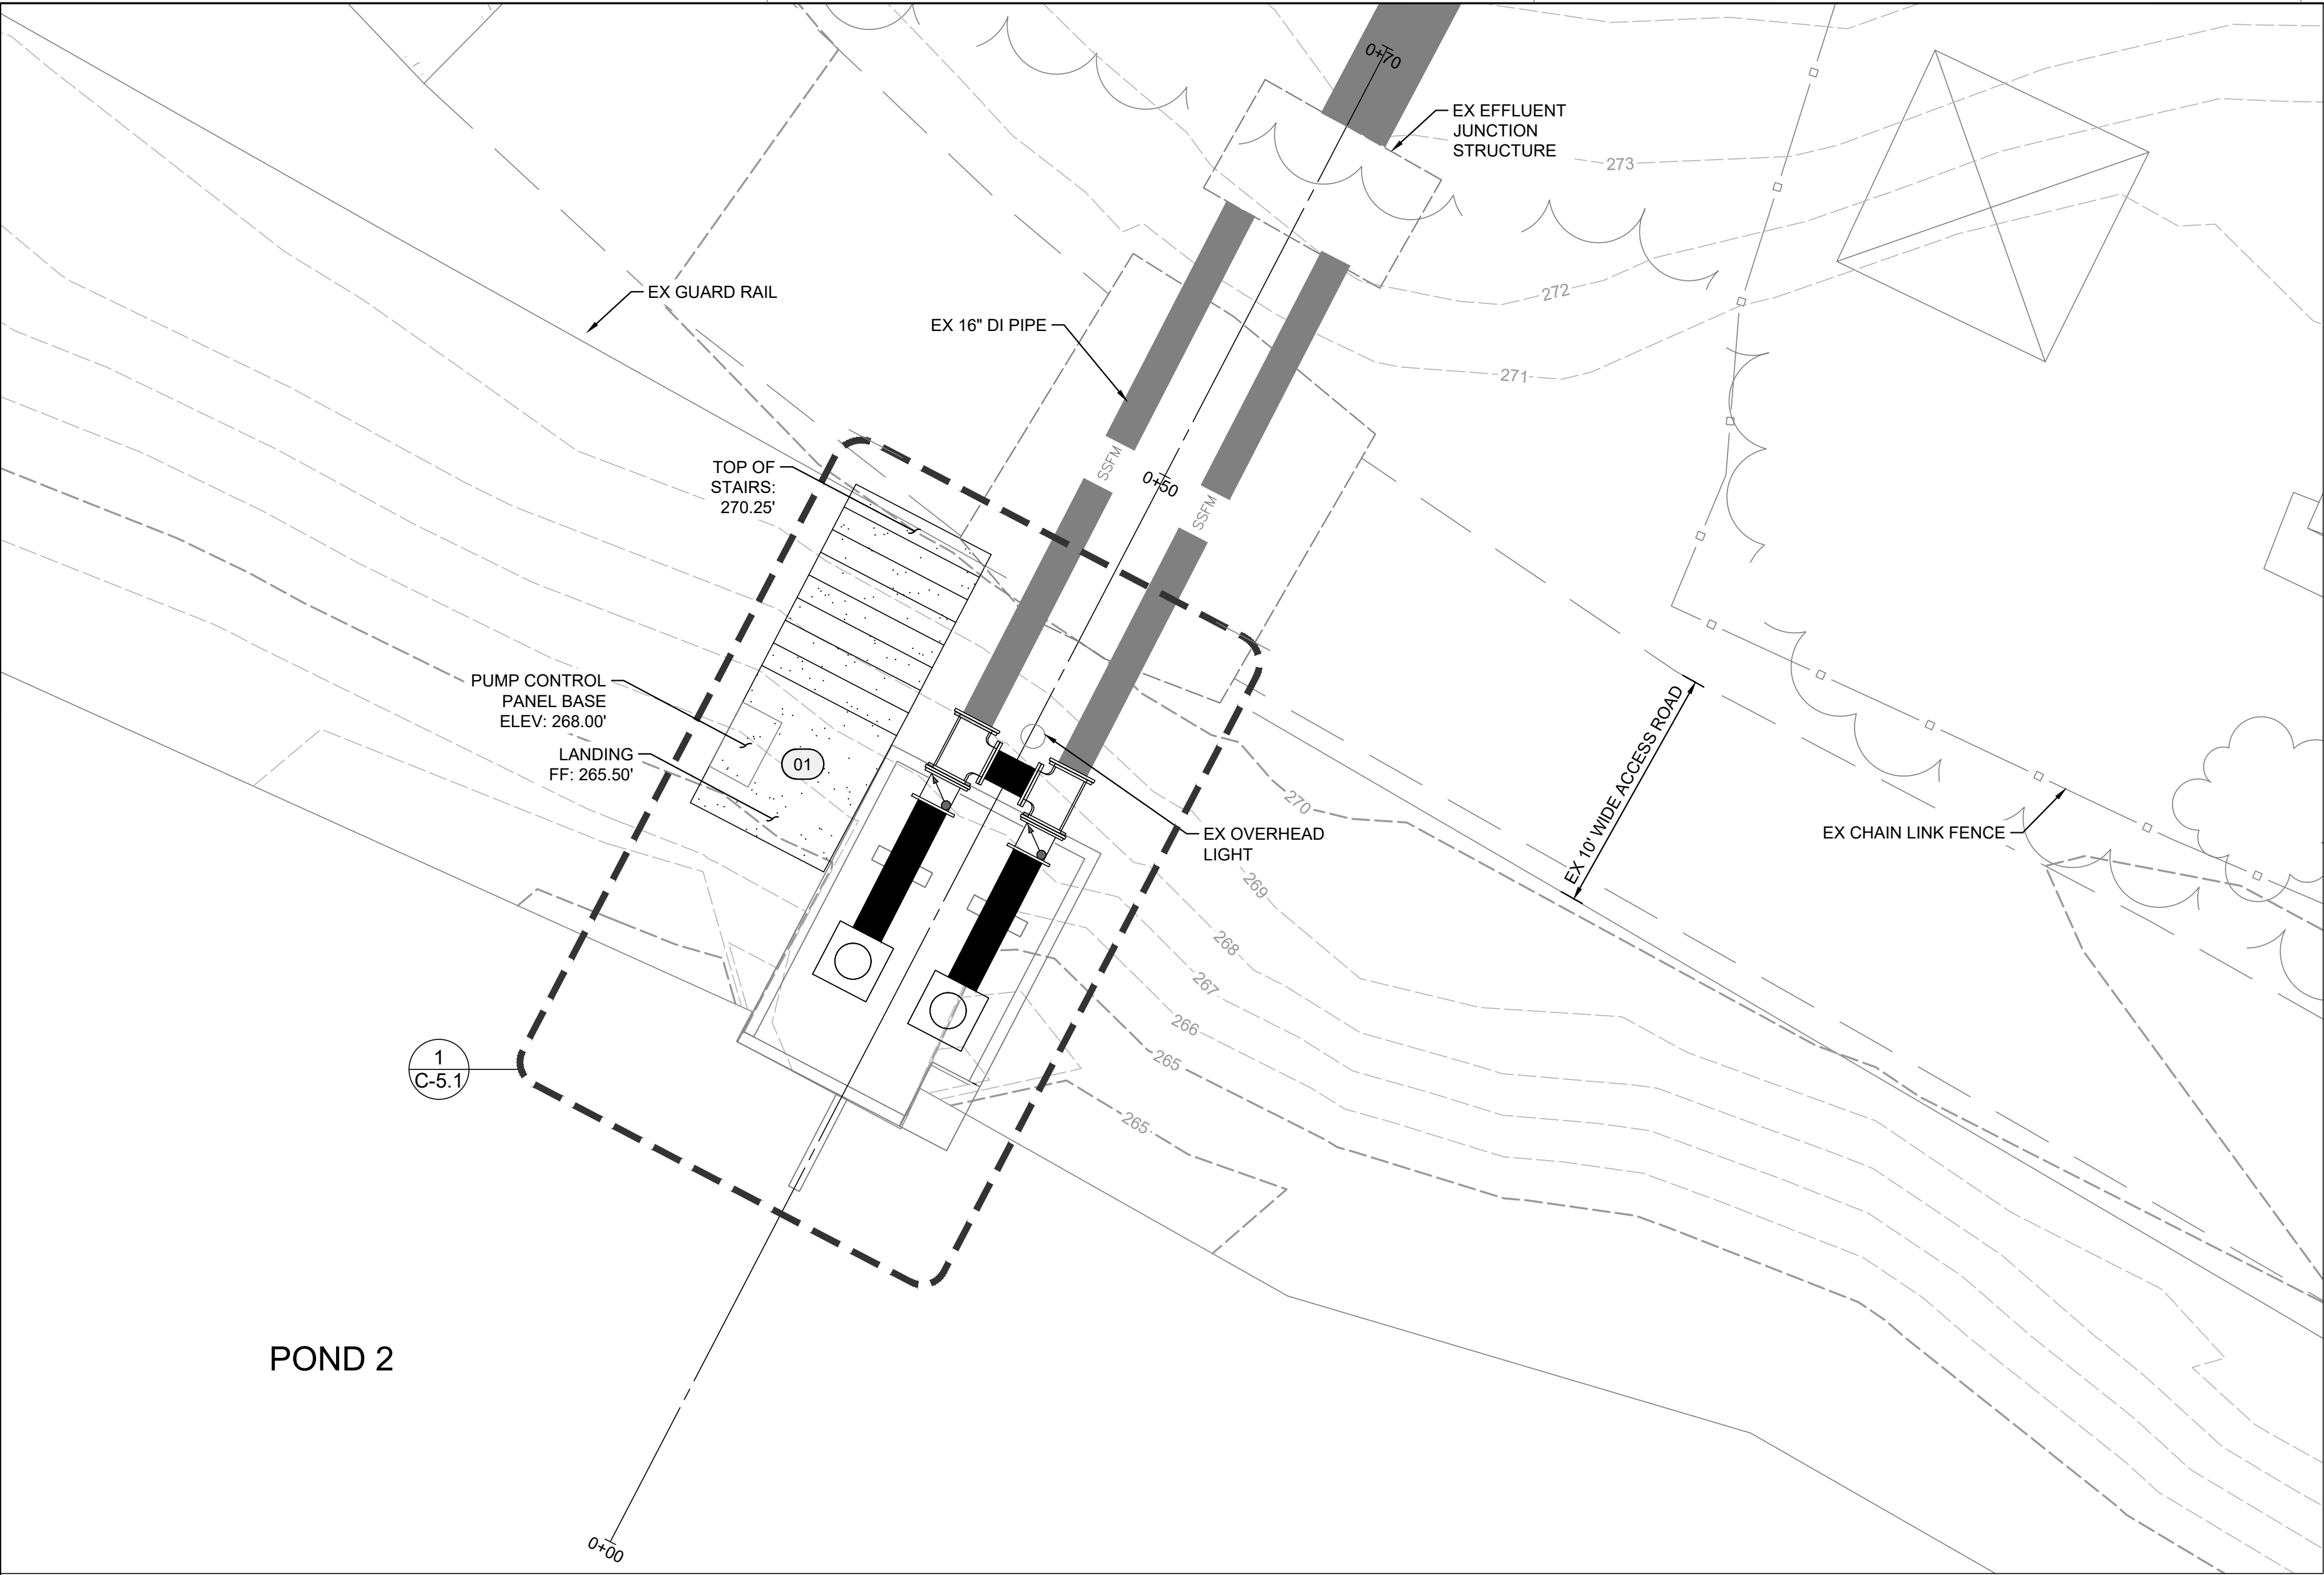 0+70
EX EFFLUENT
JUNCTION
STRUCTURE
273
EX GUARD RAIL
272
EX 16" DI PIPE
271
TOP OF
STAIRS:
270.25'
SSFM
0+50
SSFM
PUMP CONTROL
PANEL BASE
ELEV: 268.00'
LANDING
FF: 265.50'
01
EX 10' WIDE ACCESS ROAD
270
EX OVERHEAD
LIGHT
EX CHAIN LINK FENCE
269
268
267
266
265
1
C-5.1
265
POND 2
0+00